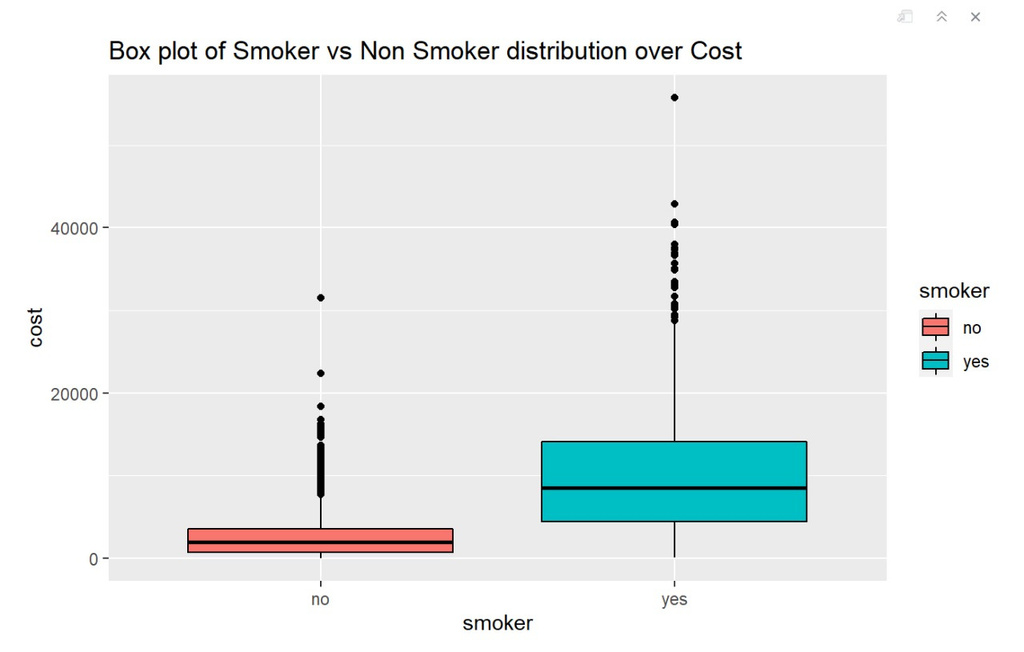 Box plot of Smoker vs Non Smoker distribution over Cost
40000
20000
0
cost
no
yes
smoker
smoker
no
yes